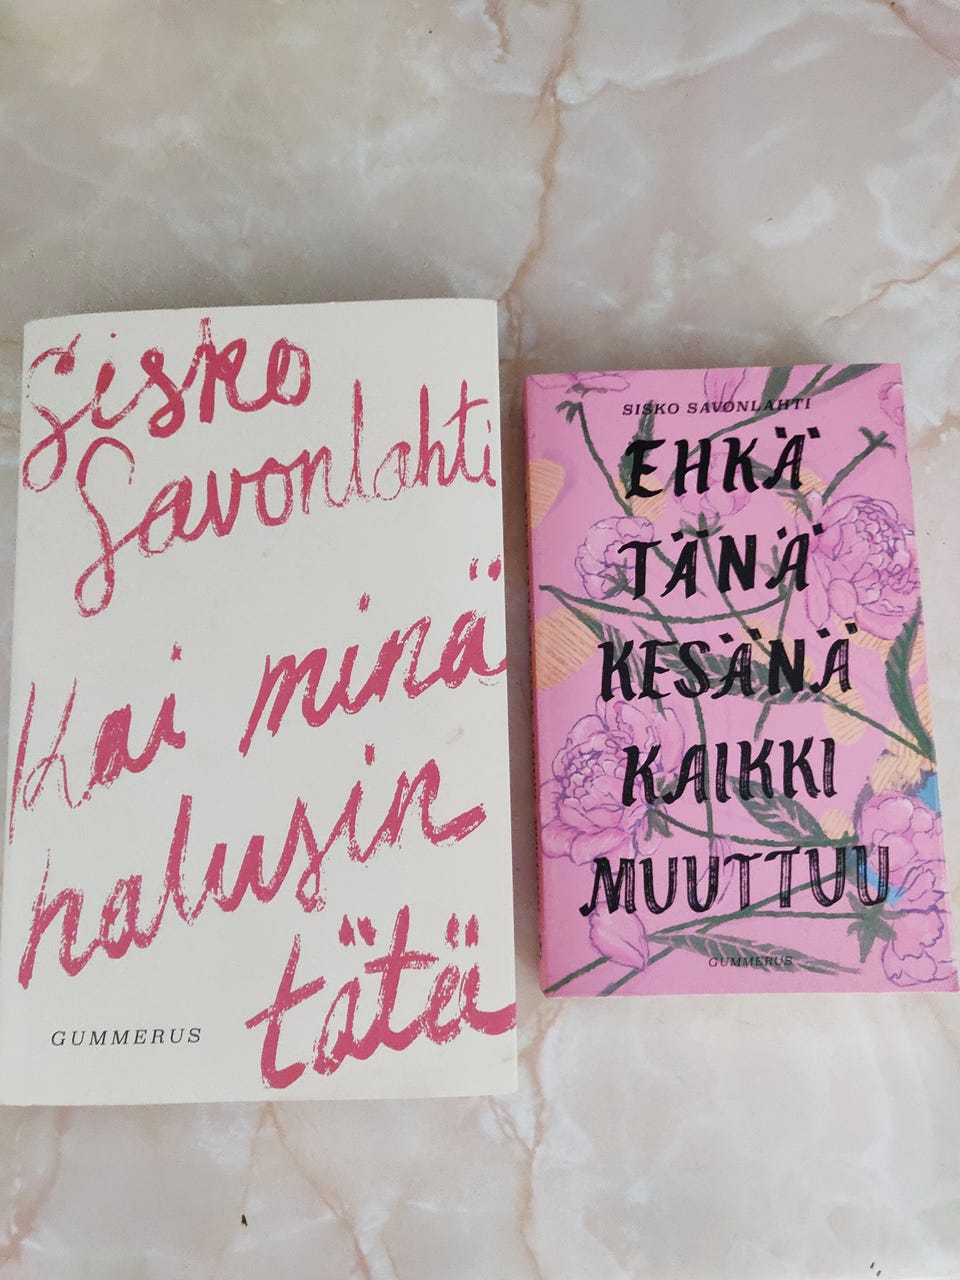 Sisko
Savonlahti
Kai minä
halusin
tätä
GUMMERUS
SISKO SAVONLAHTI
EHKÄ
TÄNÄ
KESÄNÄ
KAIKKI
MUUTTUU
GUMMERUS